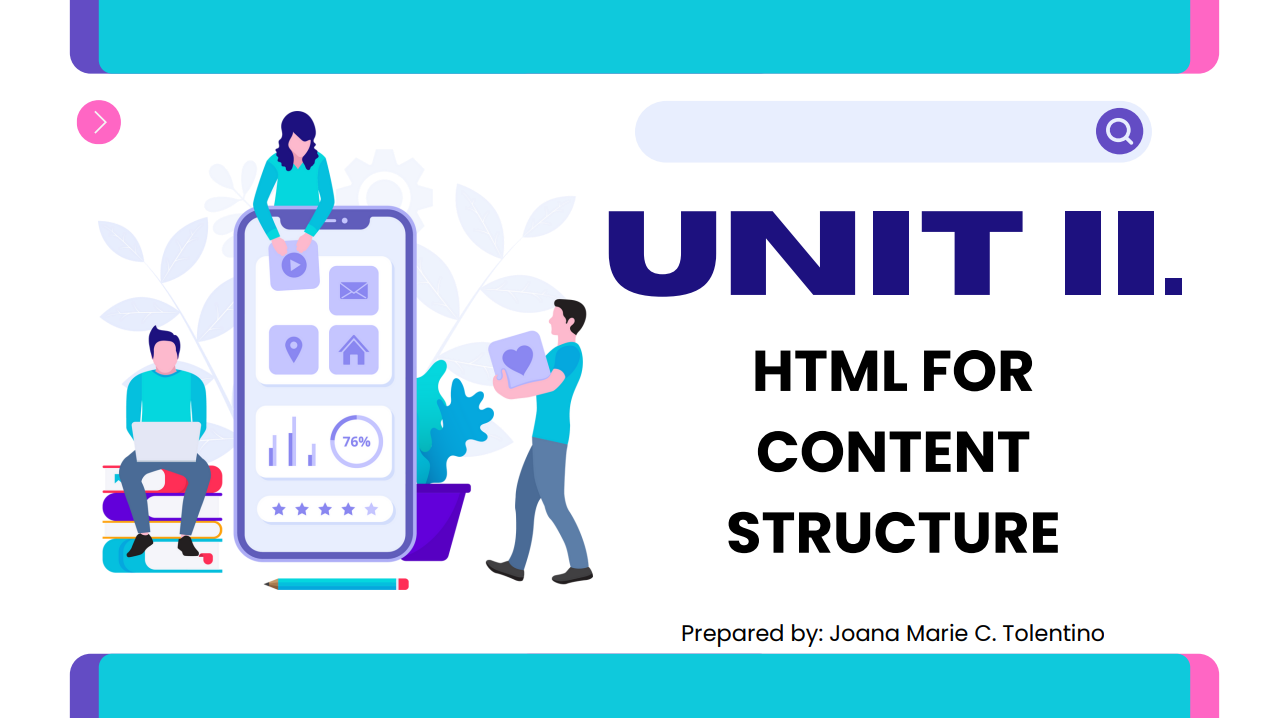 UNIT II.
HTML FOR
CONTENT
STRUCTURE
76%
Prepared by: Joana Marie C. Tolentino